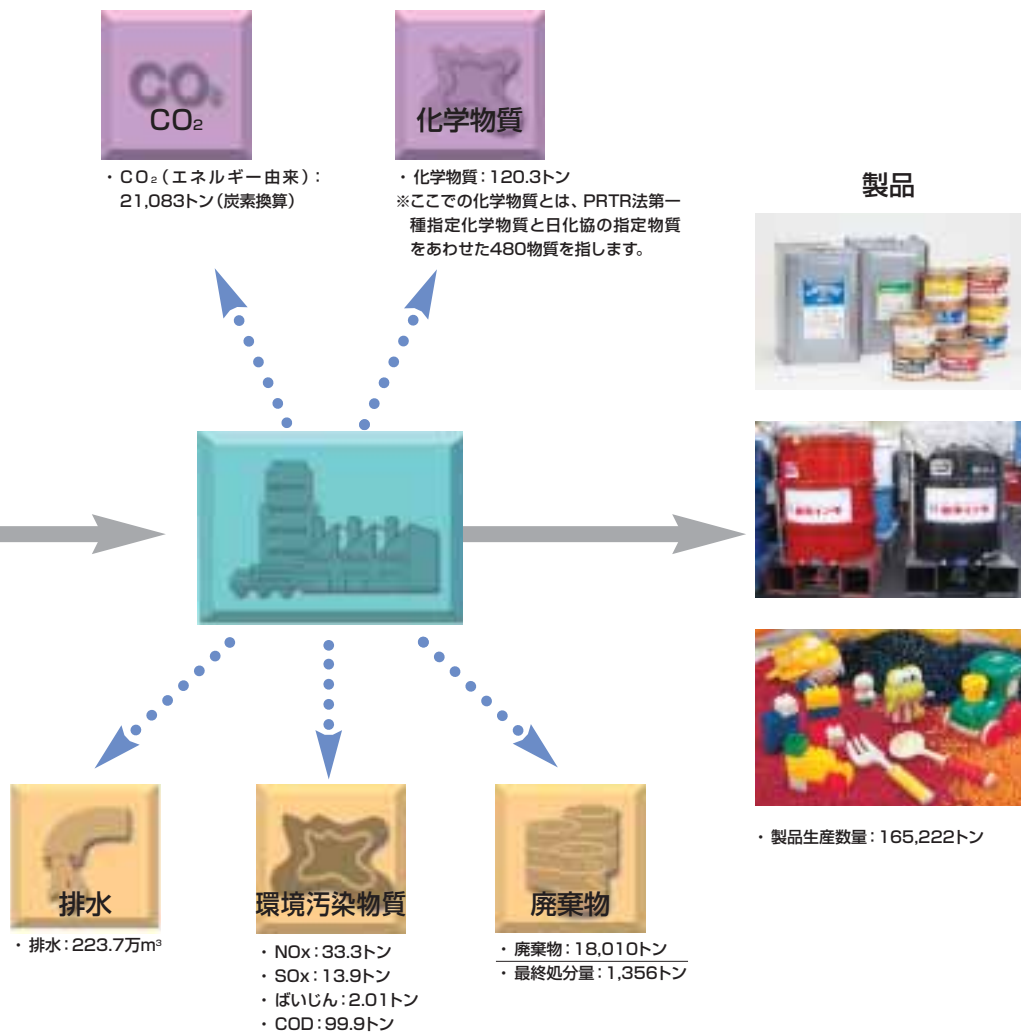 CO₂
CO₂
・CO₂(エネルギー由来):
21,083トン(炭素換算)
化学物質
・化学物質:120.3トン
※ここでの化学物質とは、PRTR法第一
種指定化学物質と日化協の指定物質
をあわせた480物質を指します。
製品
・製品生産数量:165,222トン
排水
・排水:223.7万m³
環境汚染物質
・NOx:33.3トン
・SOx:13.9トン
・ばいじん:2.01トン
・COD:99.9トン
廃棄物
・廃棄物:18,010トン
・最終処分量:1,356トン